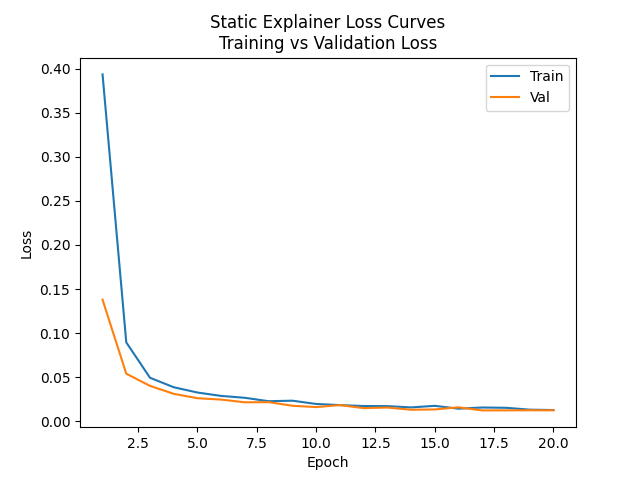 Static Explainer Loss Curves
Training vs Validation Loss
Train
Val
Loss
0.40
0.35
0.30
0.25
0.20
0.15
0.10
0.05
0.00
2.5 5.0 7.5 10.0 12.5 15.0 17.5 20.0
Epoch